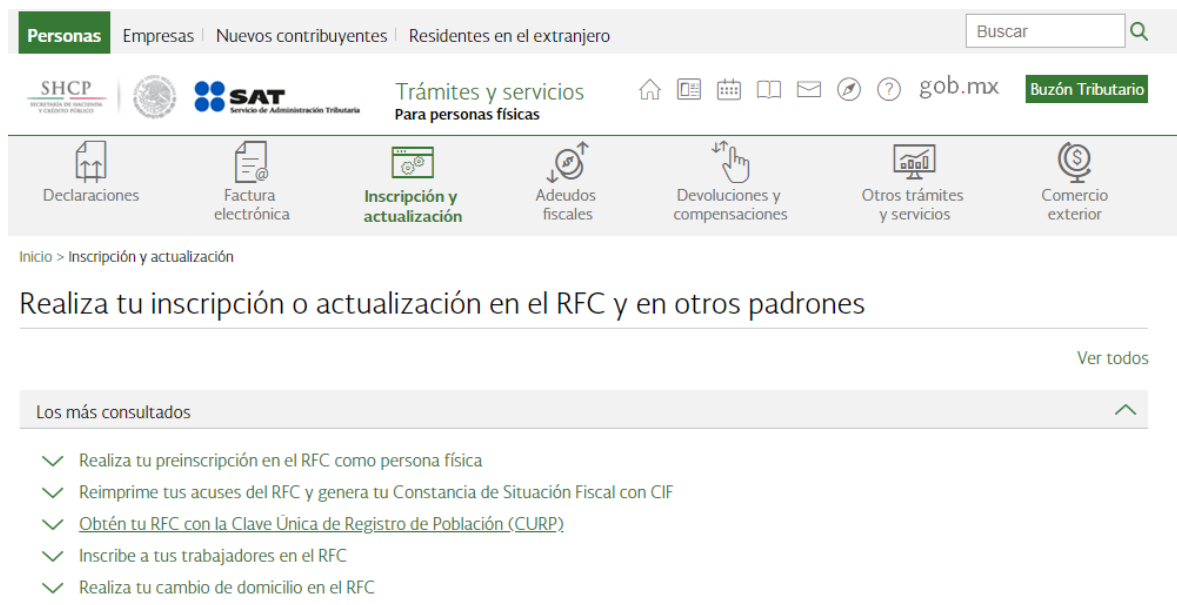 Personas Empresas Nuevos contribuyentes Residentes en el extranjero Buscar
SHCP
SECRETARÍA DE HACIENDA
Y CRÉDITO PÚBLICO
SAT
Servicio de Administración Tributaria
Trámites y servicios
Para personas físicas
gob.mx
Buzón Tributario
Declaraciones
Factura
electrónica
Inscripción y
actualización
Adeudos
fiscales
Devoluciones y
compensaciones
Otros trámites
y servicios
Comercio
exterior
Inicio > Inscripción y actualización
Realiza tu inscripción o actualización en el RFC y en otros padrones
Ver todos
Los más consultados
Realiza tu preinscripción en el RFC como persona física
Reimprime tus acuses del RFC y genera tu Constancia de Situación Fiscal con CIF
Obtén tu RFC con la Clave Única de Registro de Población (CURP)
Inscribe a tus trabajadores en el RFC
Realiza tu cambio de domicilio en el RFC